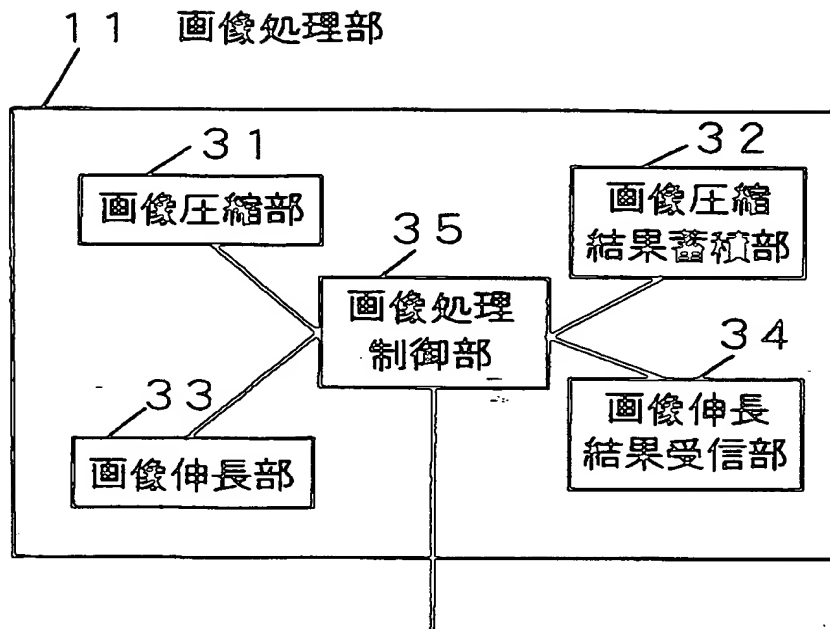 11 画像処理部
31
画像圧縮部
32
画像圧縮
結果蓄積部
35
画像処理
制御部
33
画像伸長部
34
画像伸長
結果受信部